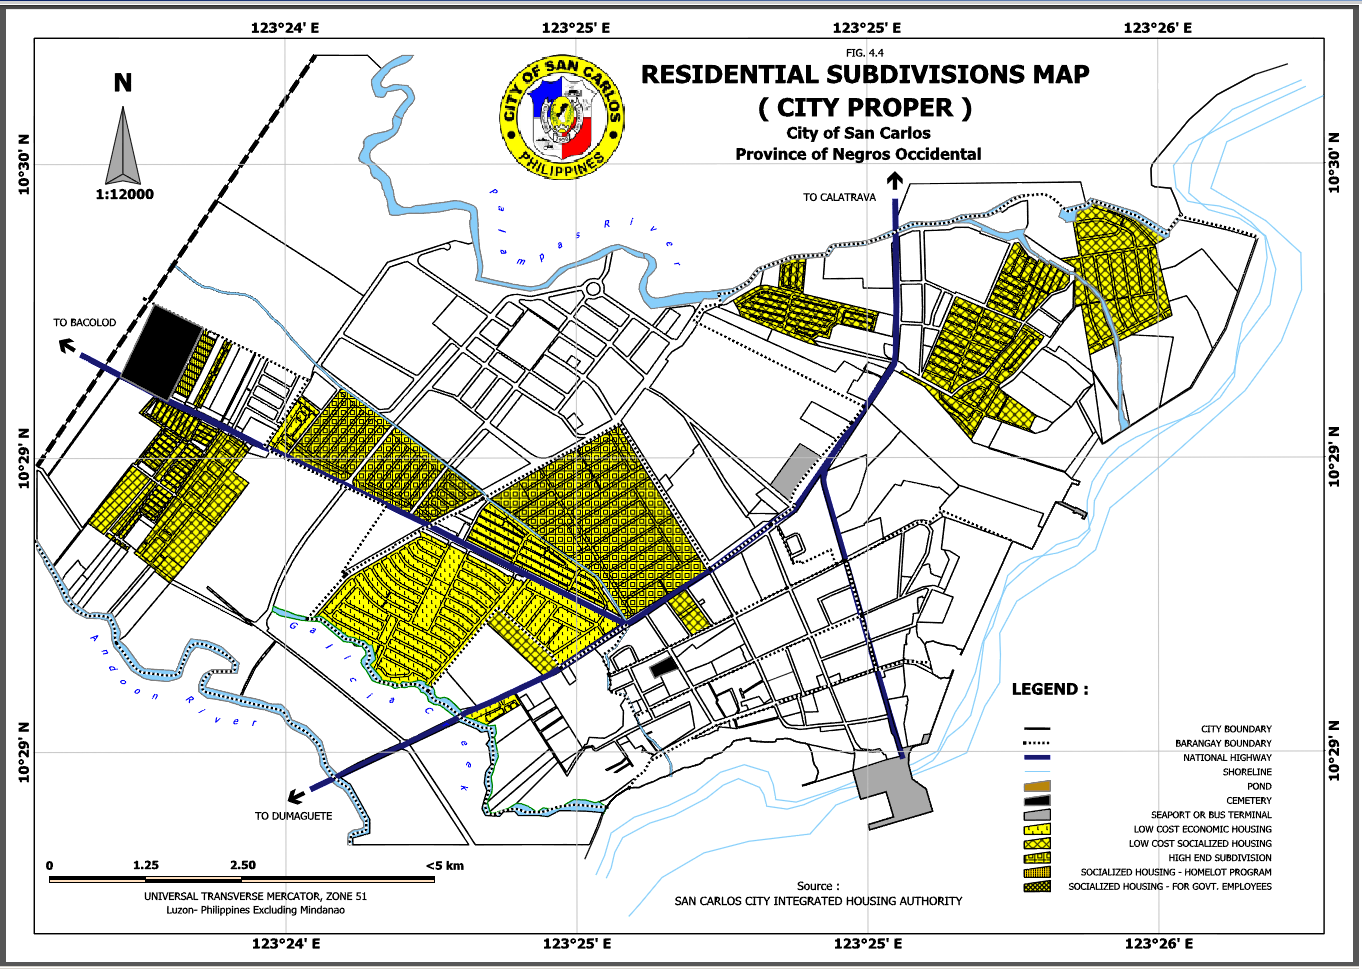 123°24' E
123°25' E
123°25' E
123°26' E
FIG. 4.4
RESIDENTIAL SUBDIVISIONS MAP
( CITY PROPER )
City of San Carlos
Province of Negros Occidental
CITY OF SAN CARLOS
PHILIPPINES
N
1:12000
10°30' N
10°30' N
TO CALATRAVA
Palampas River
TO BACOLOD
10°29' N
10°29' N
Andoon River
Galicia C eek
10°29' N
10°29' N
TO DUMAGUETE
LEGEND :
CITY BOUNDARY
BARANGAY BOUNDARY
NATIONAL HIGHWAY
SHORELINE
POND
CEMETERY
SEAPORT OR BUS TERMINAL
LOW COST ECONOMIC HOUSING
LOW COST SOCIALIZED HOUSING
HIGH END SUBDIVISION
SOCIALIZED HOUSING - HOMELOT PROGRAM
SOCIALIZED HOUSING - FOR GOVT. EMPLOYEES
0 1.25 2.50 <5 km
UNIVERSAL TRANSVERSE MERCATOR, ZONE 51
Luzon- Philippines Excluding Mindanao
Source :
SAN CARLOS CITY INTEGRATED HOUSING AUTHORITY
123°24' E
123°25' E
123°25' E
123°26' E